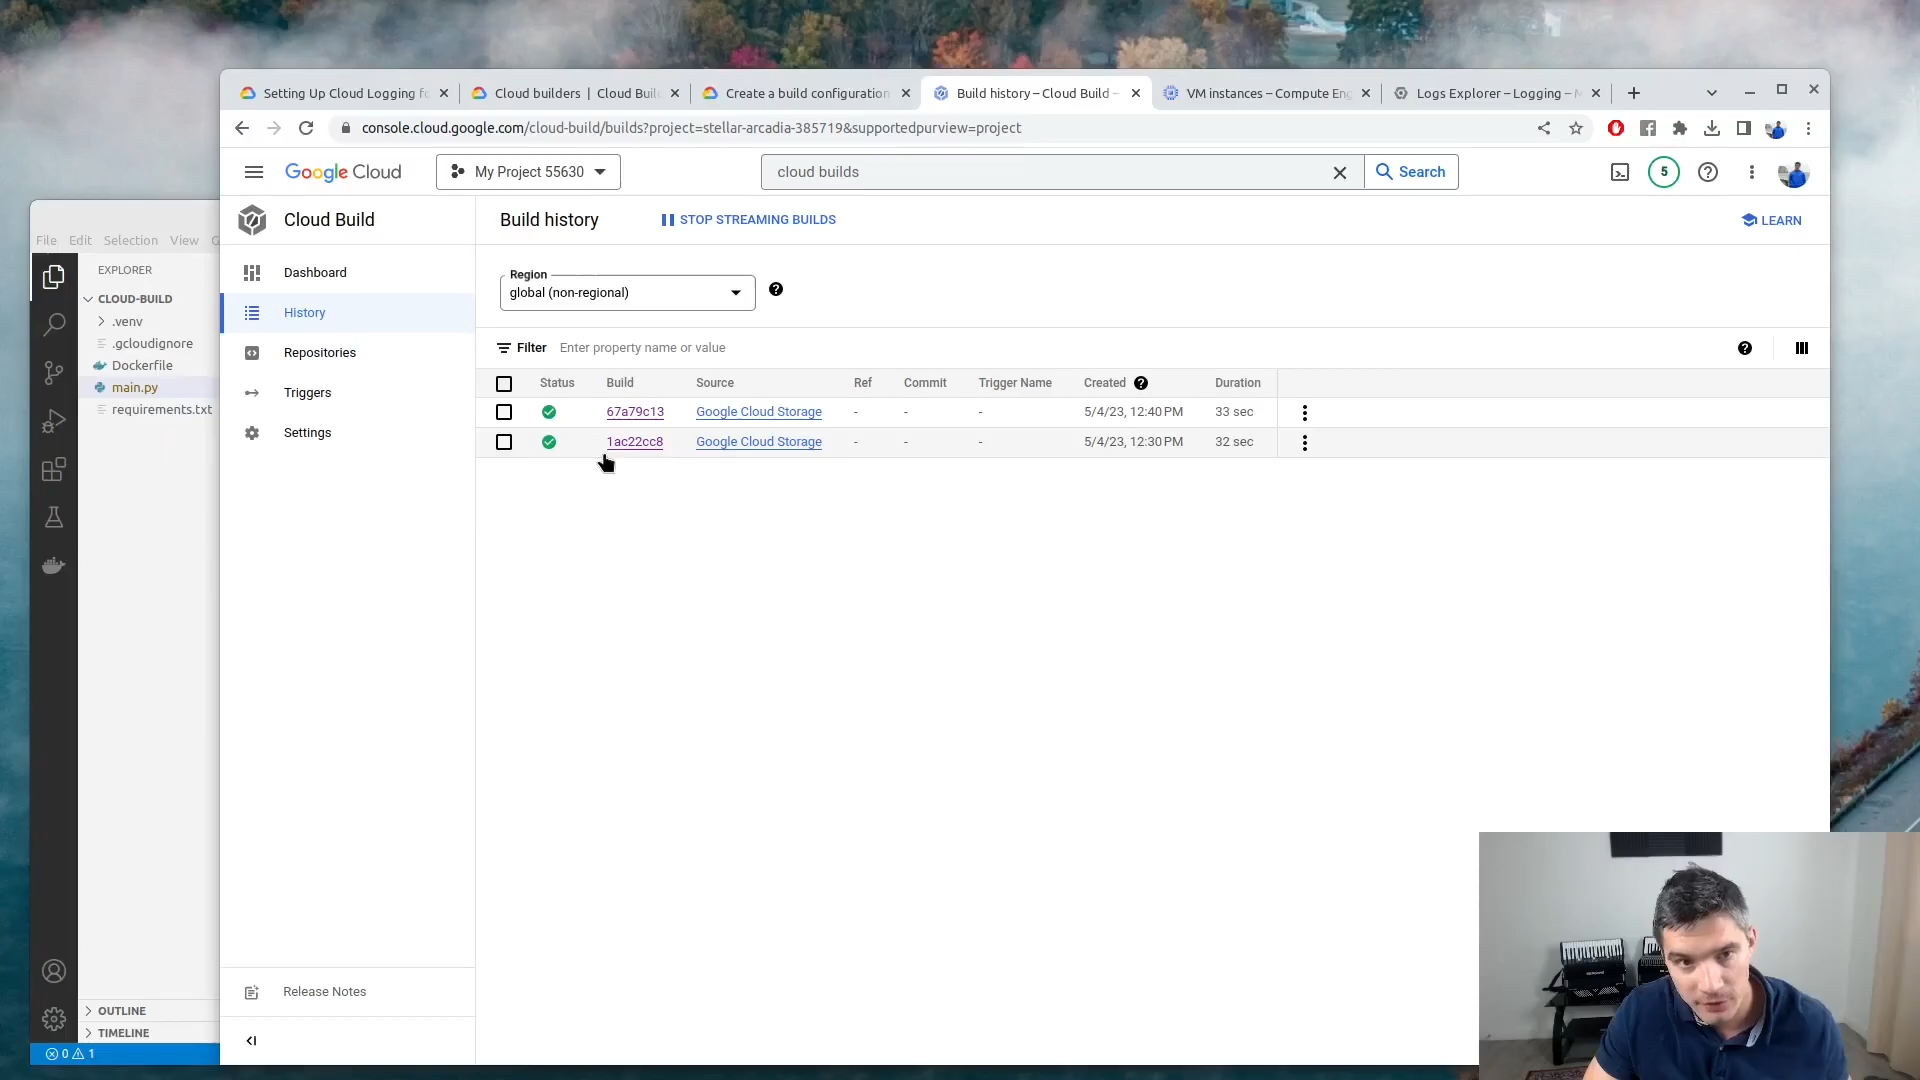 Setting Up Cloud Logging fo
Cloud builders | Cloud Buil
Create a build configuration
Build history – Cloud Build –
VM instances – Compute Eng
Logs Explorer – Logging – M
console.cloud.google.com/cloud-build/builds?project=stellar-arcadia-385719&supportedpurview=project
Google Cloud
My Project 55630
cloud builds
Search
5
Cloud Build
Build history
STOP STREAMING BUILDS
LEARN
File Edit Selection View G
EXPLORER
CLOUD-BUILD
.venv
.gcloudignore
Dockerfile
main.py
requirements.txt
OUTLINE
TIMELINE
0 1
Dashboard
History
Repositories
Triggers
Settings
Release Notes
Region
global (non-regional)
Filter Enter property name or value
Status Build Source Ref Commit Trigger Name Created Duration
67a79c13 Google Cloud Storage - - - 5/4/23, 12:40 PM 33 sec
1ac22cc8 Google Cloud Storage - - - 5/4/23, 12:30 PM 32 sec